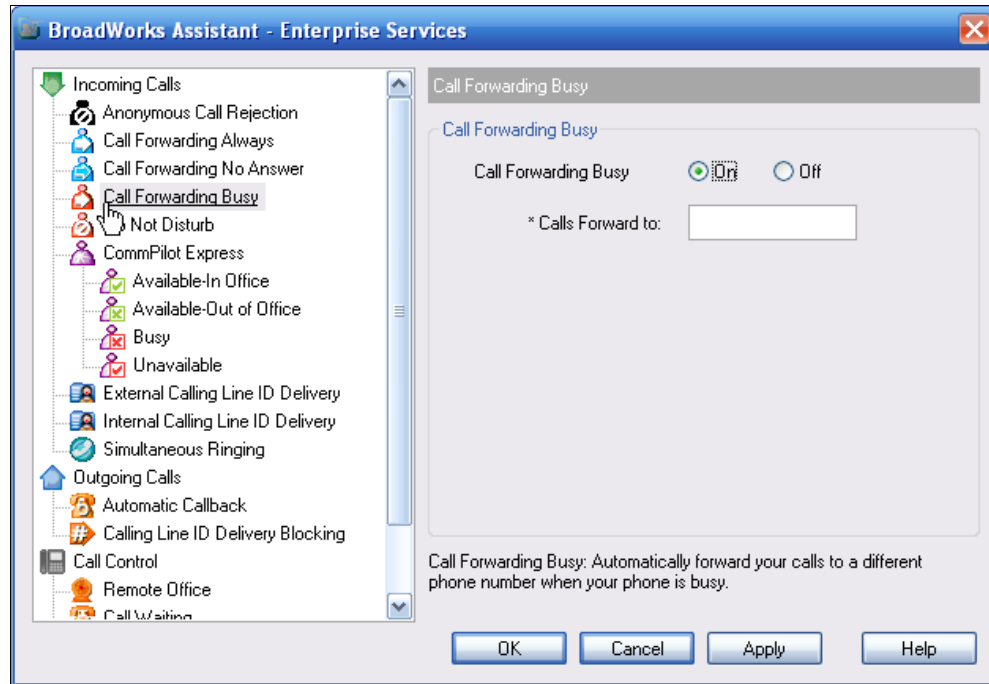 BroadWorks Assistant - Enterprise Services
Incoming Calls
Anonymous Call Rejection
Call Forwarding Always
Call Forwarding No Answer
Call Forwarding Busy
Not Disturb
CommPilot Express
Available-In Office
Available-Out of Office
Busy
Unavailable
External Calling Line ID Delivery
Internal Calling Line ID Delivery
Simultaneous Ringing
Outgoing Calls
Automatic Callback
Calling Line ID Delivery Blocking
Call Control
Remote Office
Call Waiting
Call Forwarding Busy
Call Forwarding Busy
Call Forwarding Busy On Off
* Calls Forward to:
Call Forwarding Busy: Automatically forward your calls to a different
phone number when your phone is busy.
OK Cancel Apply Help